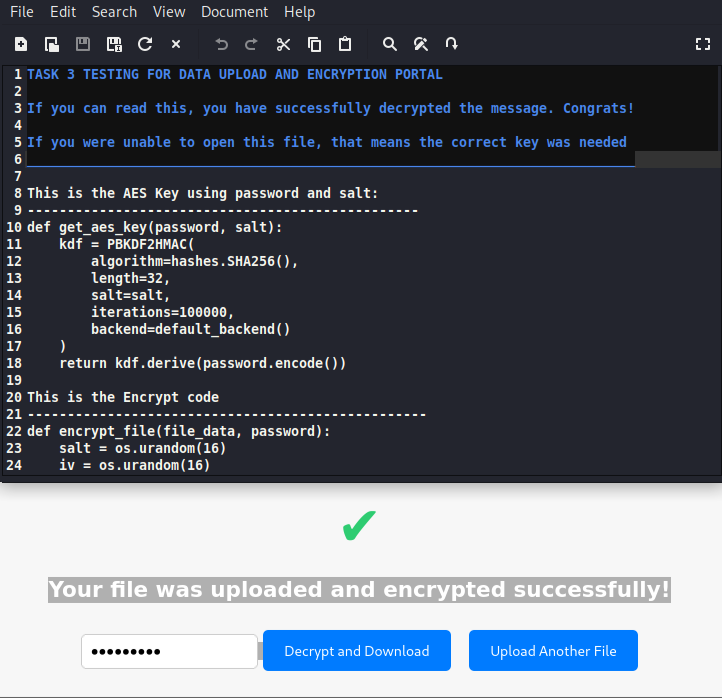 File Edit Search View Document Help
1 TASK 3 TESTING FOR DATA UPLOAD AND ENCRYPTION PORTAL
2
3 If you can read this, you have successfully decrypted the message. Congrats!
4
5 If you were unable to open this file, that means the correct key was needed
6
7
8 This is the AES Key using password and salt:
9 -------------------------------------------------
10 def get_aes_key(password, salt):
11     kdf = PBKDF2HMAC(
12         algorithm=hashes.SHA256(),
13         length=32,
14         salt=salt,
15         iterations=100000,
16         backend=default_backend()
17     )
18     return kdf.derive(password.encode())
19
20 This is the Encrypt code
21 --------------------------------------------------
22 def encrypt_file(file_data, password):
23     salt = os.urandom(16)
24     iv = os.urandom(16)
Your file was uploaded and encrypted successfully!
•••••••••  Decrypt and Download  Upload Another File